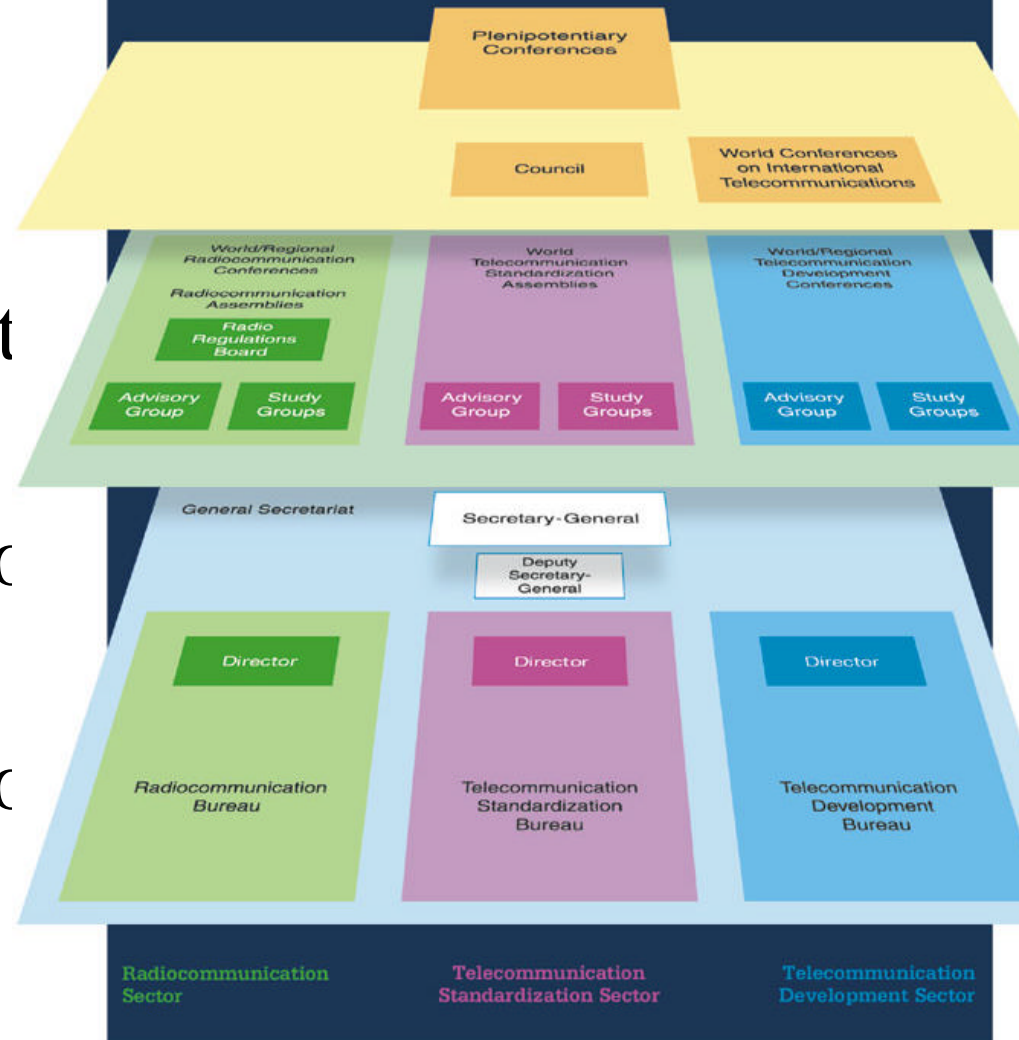 Plenipotentiary
Conferences
Council
World Conferences
on International
Telecommunications
World/Regional
Radiocommunication
Conferences
Radiocommunication
Assemblies
Radio
Regulations
Board
Advisory
Group
Study
Groups
World
Telecommunication
Standardization
Assemblies
Advisory
Group
Study
Groups
World/Regional
Telecommunication
Development
Conferences
Advisory
Group
Study
Groups
General Secretariat
Secretary-General
Deputy
Secretary-
General
Director
Radiocommunication
Bureau
Director
Telecommunication
Standardization
Bureau
Director
Telecommunication
Development
Bureau
Radiocommunication
Sector
Telecommunication
Standardization Sector
Telecommunication
Development Sector